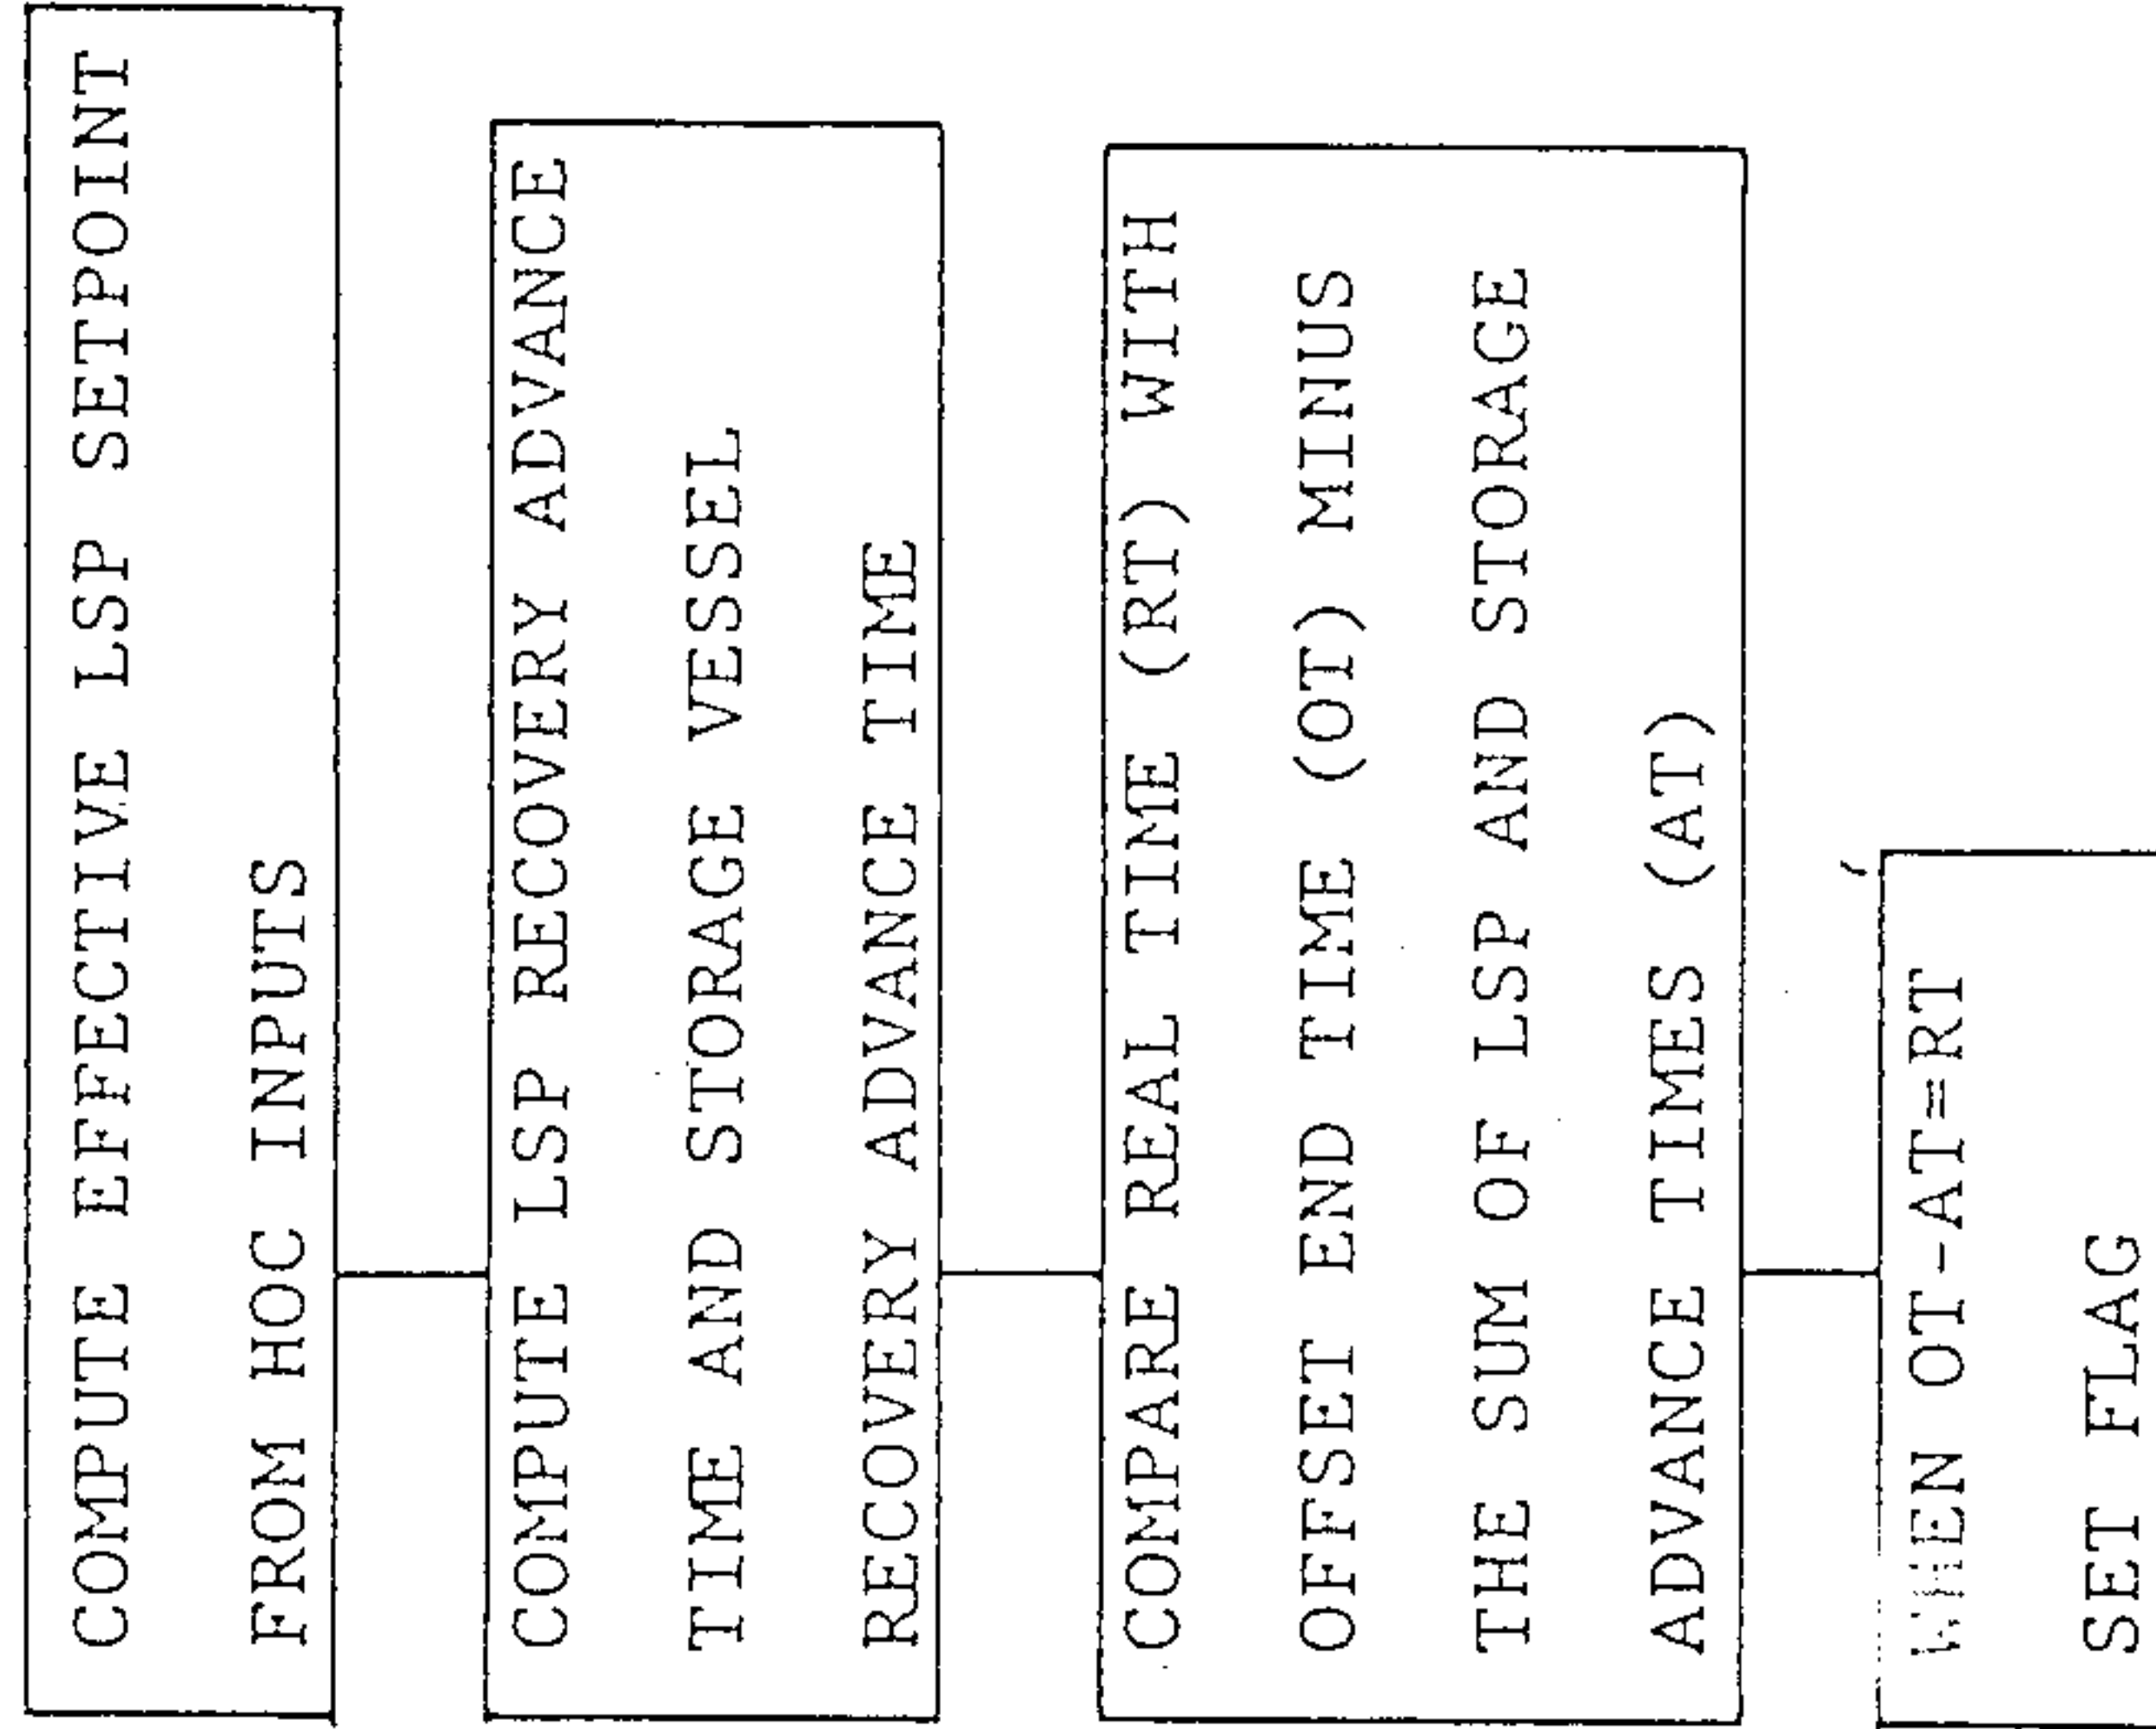 COMPUTE EFFECTIVE LSP SETPOINT
FROM HOC INPUTS
COMPUTE LSP RECOVERY ADVANCE
TIME AND STORAGE VESSEL
RECOVERY ADVANCE TIME
COMPARE REAL TIME (RT) WITH
OFFSET END TIME (OT) MINUS
THE SUM OF LSP AND STORAGE
ADVANCE TIMES (AT)
WHEN OT-AT=RT
SET FLAG